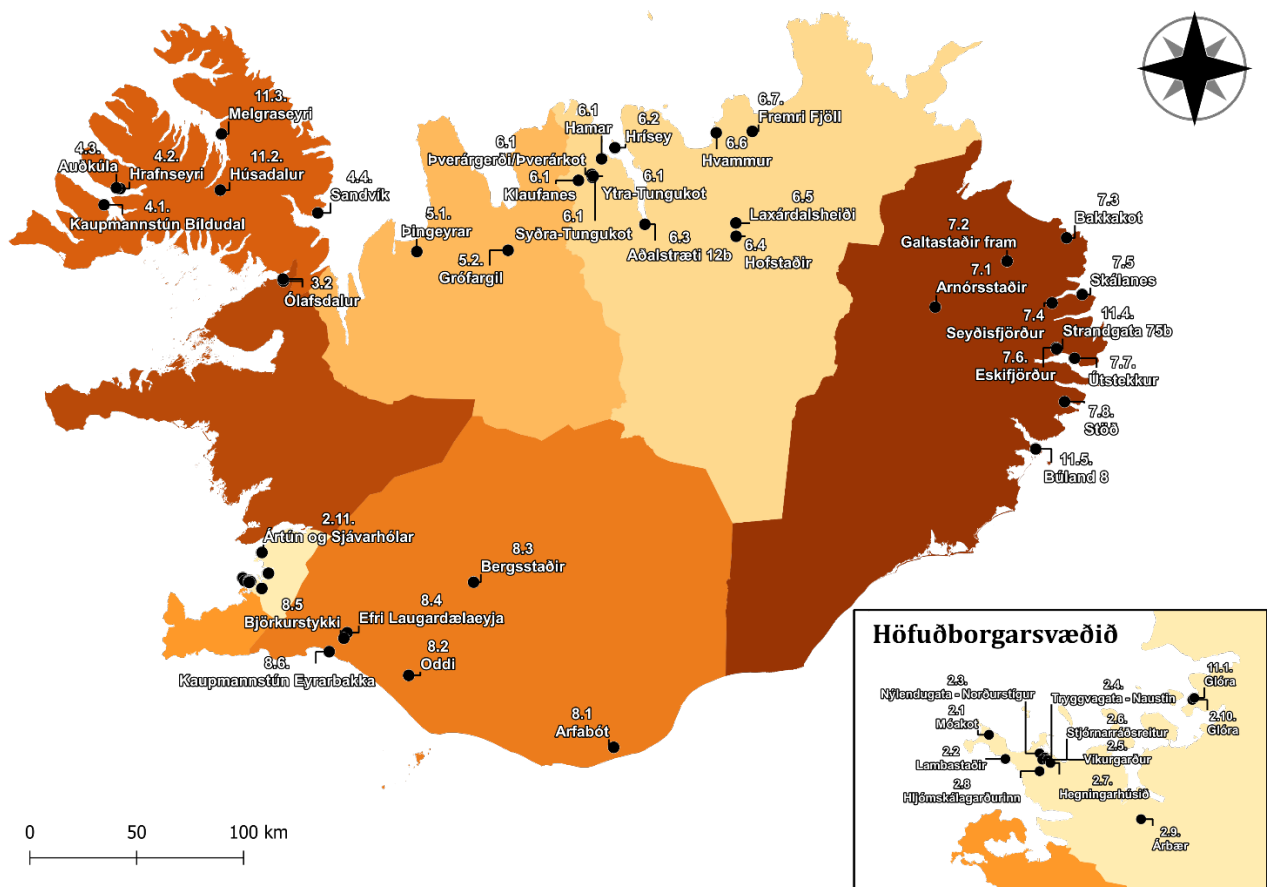 11.3.
Melgraseyri
4.3.
Auðkúla
4.2.
Hrafnseyri
11.2.
Húsadalur
4.4.
Sandvík
4.1.
Kaupmannstún Bíldudal
3.2
Ólafsdalur
5.1.
Þingeyrar
5.2.
Grófargil
6.1
Hamar
6.2
Hrísey
6.1
Þverárgerði/Þverárkot
6.1
Klaufanes
6.1
Ytra-Tungukot
6.1
Syðra-Tungukot
6.3
Aðalstræti 12b
6.7.
Fremri Fjöll
6.6
Hvammur
6.5
Laxárdalsheiði
6.4
Hofstaðir
7.3
Bakkakot
7.2
Galtastaðir fram
7.1
Arnórsstaðir
7.5
Skálanes
7.4
Seyðisfjörður
11.4.
Strandgata 75b
7.6.
Eskifjörður
7.7.
Útstekkur
7.8.
Stöð
11.5.
Búland 8
2.11.
Ártún og Sjávarhólar
8.3
Bergsstaðir
8.5
Björkurstykki
8.4
Efri Laugardælaeyja
8.6.
Kaupmannstún Eyrarbakka
8.2
Oddi
8.1
Arfabót
0 50 100 km
Höfuðborgarsvæðið
2.3.
Nýlendugata - Norðurstígur
2.4.
Tryggvagata - Naustin
11.1.
Glóra
2.1
Móakot
2.6.
Stjórnarráðsreitur
2.10.
Glóra
2.2
Lambastaðir
2.5.
Víkurgarður
2.8
Hljómskálagarðurinn
2.7.
Hegningarhúsið
2.9.
Árbær